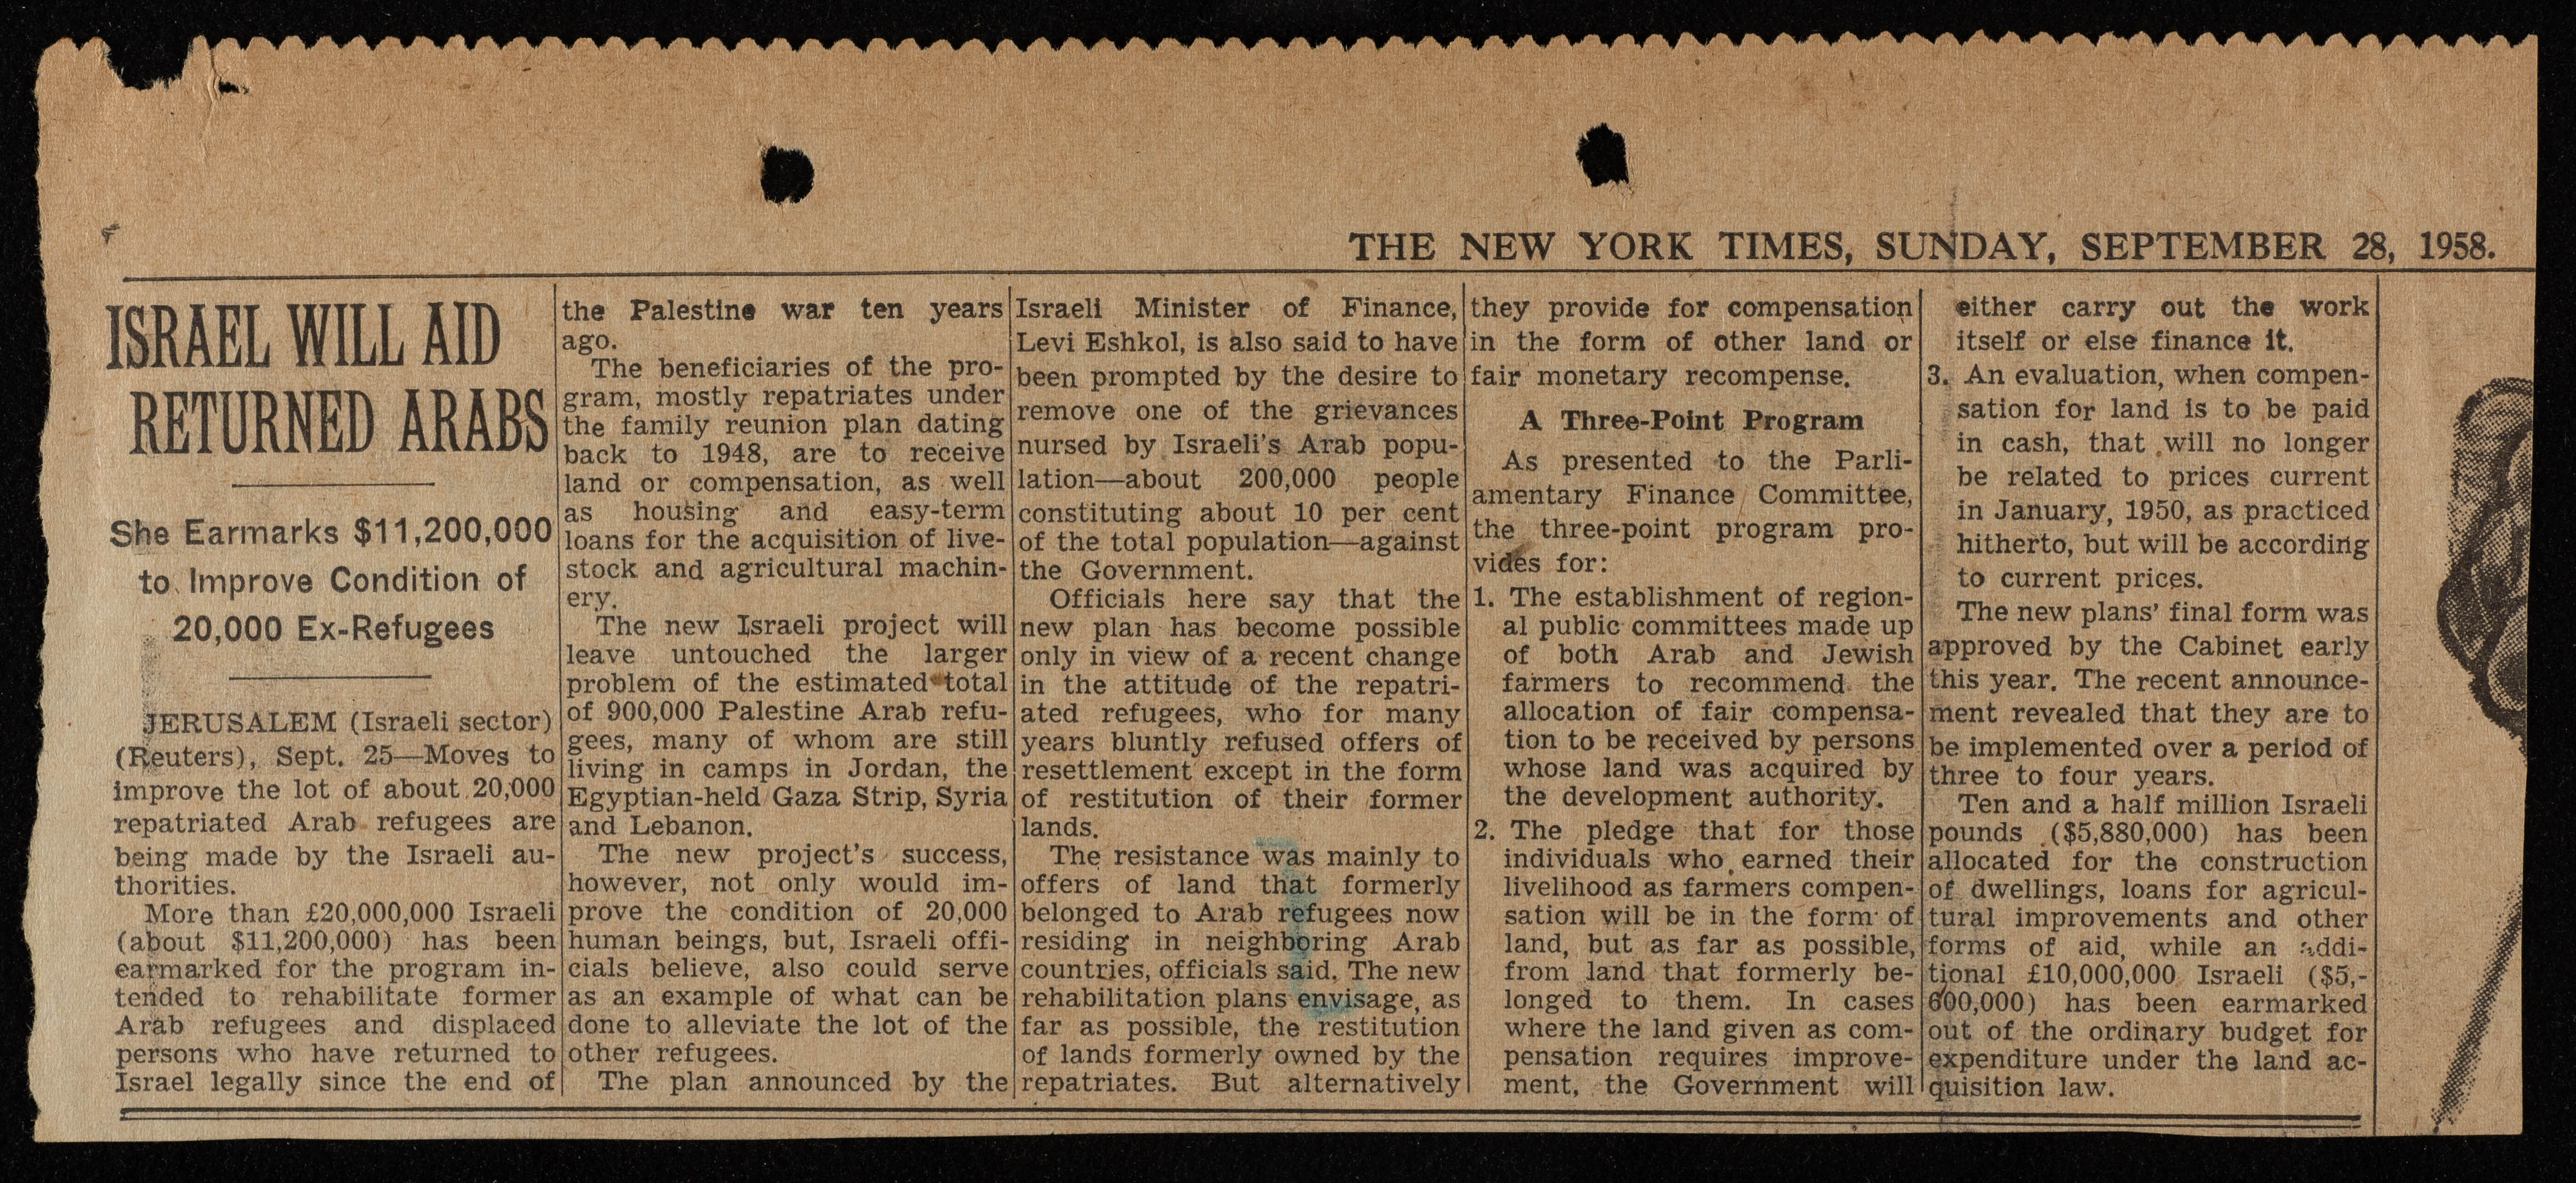 THE NEW YORK TIMES, SUNDAY, SEPTEMBER 28, 1958.
ISRAEL WILL AID
RETURNED ARABS
She Earmarks $11,200,000
to Improve Condition of
20,000 Ex-Refugees
JERUSALEM (Israeli sector)
(Reuters), Sept. 25—Moves to
improve the lot of about 20,000
repatriated Arab refugees are
being made by the Israeli au-
thorities.
More than £20,000,000 Israeli
(about $11,200,000) has been
earmarked for the program in-
tended to rehabilitate former
Arab refugees and displaced
persons who have returned to
Israel legally since the end of
the Palestine war ten years
ago.
The beneficiaries of the pro-
gram, mostly repatriates under
the family reunion plan dating
back to 1948, are to receive
land or compensation, as well
as housing and easy-term
loans for the acquisition of live-
stock and agricultural machin-
ery.
The new Israeli project will
leave untouched the larger
problem of the estimated total
of 900,000 Palestine Arab refu-
gees, many of whom are still
living in camps in Jordan, the
Egyptian-held Gaza Strip, Syria
and Lebanon.
The new project's success,
however, not only would im-
prove the condition of 20,000
human beings, but, Israeli offi-
cials believe, also could serve
as an example of what can be
done to alleviate the lot of the
other refugees.
The plan announced by the
Israeli Minister of Finance,
Levi Eshkol, is also said to have
been prompted by the desire to
remove one of the grievances
nursed by Israeli's Arab popu-
lation—about 200,000 people
constituting about 10 per cent
of the total population—against
the Government.
Officials here say that the
new plan has become possible
only in view of a recent change
in the attitude of the repatri-
ated refugees, who for many
years bluntly refused offers of
resettlement except in the form
of restitution of their former
lands.
The resistance was mainly to
offers of land that formerly
belonged to Arab refugees now
residing in neighboring Arab
countries, officials said. The new
rehabilitation plans envisage, as
far as possible, the restitution
of lands formerly owned by the
repatriates. But alternatively
they provide for compensation
in the form of other land or
fair monetary recompense.
A Three-Point Program
As presented to the Parli-
amentary Finance Committee,
the three-point program pro-
vides for:
1. The establishment of region-
al public committees made up
of both Arab and Jewish
farmers to recommend the
allocation of fair compensa-
tion to be received by persons
whose land was acquired by
the development authority.
2. The pledge that for those
individuals who earned their
livelihood as farmers compen-
sation will be in the form of
land, but as far as possible,
from land that formerly be-
longed to them. In cases
where the land given as com-
pensation requires improve-
ment, the Government will
either carry out the work
itself or else finance it.
3. An evaluation, when compen-
sation for land is to be paid
in cash, that will no longer
be related to prices current
in January, 1950, as practiced
hitherto, but will be according
to current prices.
The new plans' final form was
approved by the Cabinet early
this year. The recent announce-
ment revealed that they are to
be implemented over a period of
three to four years.
Ten and a half million Israeli
pounds ($5,880,000) has been
allocated for the construction
of dwellings, loans for agricul-
tural improvements and other
forms of aid, while an addi-
tional £10,000,000 Israeli ($5,-
600,000) has been earmarked
out of the ordinary budget for
expenditure under the land ac-
quisition law.